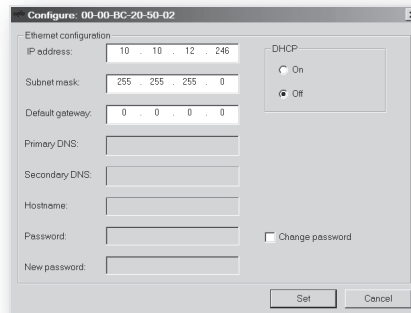 Configure: 00-00-BC-20-50-02
Ethernet configuration
IP address: 10 . 10 . 12 . 246
DHCP
On
Subnet mask: 255 . 255 . 255 . 0
Off
Default gateway: 0 . 0 . 0 . 0
Primary DNS:
Secondary DNS:
Hostname:
Password:
Change password
New password:
Set Cancel